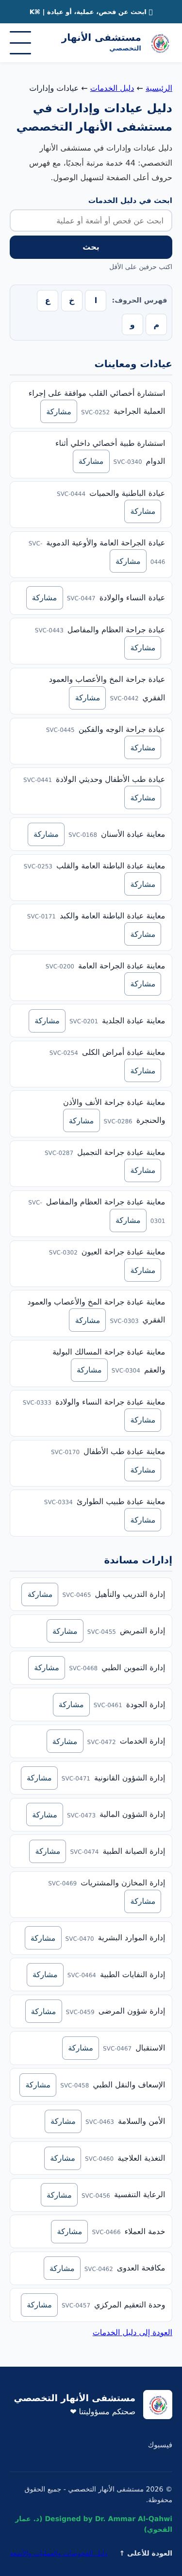 ابحث عن فحص، عملية، أو عيادة | ⌘K
مستشفى الأنهار
التخصصي
الرئيسية ← دليل الخدمات ← عيادات وإدارات
دليل عيادات وإدارات في
مستشفى الأنهار التخصصي
دليل عيادات وإدارات في مستشفى الأنهار
التخصصي: 44 خدمة مرتبة أبجديًا، مع فهرس
حروف أعلى الصفحة لتسهيل الوصول.
ابحث في دليل الخدمات
ابحث عن فحص أو أشعة أو عملية
بحث
اكتب حرفين على الأقل
فهرس الحروف: ا خ ع
م و
عيادات ومعاينات
استشارة أخصائي القلب موافقة على إجراء
العملية الجراحية SVC-0252 مشاركة
استشارة طبية أخصائي داخلي أثناء
الدوام SVC-0340 مشاركة
عيادة الباطنية والحميات SVC-0444
مشاركة
عيادة الجراحة العامة والأوعية الدموية SVC-
0446 مشاركة
عيادة النساء والولادة SVC-0447 مشاركة
عيادة جراحة العظام والمفاصل SVC-0443
مشاركة
عيادة جراحة المخ والأعصاب والعمود
الفقري SVC-0442 مشاركة
عيادة جراحة الوجه والفكين SVC-0445
مشاركة
عيادة طب الأطفال وحديثي الولادة SVC-0441
مشاركة
معاينة عيادة الأسنان SVC-0168 مشاركة
معاينة عيادة الباطنة العامة والقلب SVC-0253
مشاركة
معاينة عيادة الباطنة العامة والكبد SVC-0171
مشاركة
معاينة عيادة الجراحة العامة SVC-0200
مشاركة
معاينة عيادة الجلدية SVC-0201 مشاركة
معاينة عيادة أمراض الكلى SVC-0254
مشاركة
معاينة عيادة جراحة الأنف والأذن
والحنجرة SVC-0286 مشاركة
معاينة عيادة جراحة التجميل SVC-0287
مشاركة
معاينة عيادة جراحة العظام والمفاصل SVC-
0301 مشاركة
معاينة عيادة جراحة العيون SVC-0302
مشاركة
معاينة عيادة جراحة المخ والأعصاب والعمود
الفقري SVC-0303 مشاركة
معاينة عيادة جراحة المسالك البولية
والعقم SVC-0304 مشاركة
معاينة عيادة جراحة النساء والولادة SVC-0333
مشاركة
معاينة عيادة طب الأطفال SVC-0170
مشاركة
معاينة عيادة طبيب الطوارئ SVC-0334
مشاركة
إدارات مساندة
إدارة التدريب والتأهيل SVC-0465 مشاركة
إدارة التمريض SVC-0455 مشاركة
إدارة التموين الطبي SVC-0468 مشاركة
إدارة الجودة SVC-0461 مشاركة
إدارة الخدمات SVC-0472 مشاركة
إدارة الشؤون القانونية SVC-0471 مشاركة
إدارة الشؤون المالية SVC-0473 مشاركة
إدارة الصيانة الطبية SVC-0474 مشاركة
إدارة المخازن والمشتريات SVC-0469
مشاركة
إدارة الموارد البشرية SVC-0470 مشاركة
إدارة النفايات الطبية SVC-0464 مشاركة
إدارة شؤون المرضى SVC-0459 مشاركة
الاستقبال SVC-0467 مشاركة
الإسعاف والنقل الطبي SVC-0458 مشاركة
الأمن والسلامة SVC-0463 مشاركة
التغذية العلاجية SVC-0460 مشاركة
الرعاية التنفسية SVC-0456 مشاركة
خدمة العملاء SVC-0466 مشاركة
مكافحة العدوى SVC-0462 مشاركة
وحدة التعقيم المركزي SVC-0457 مشاركة
العودة إلى دليل الخدمات
مستشفى الأنهار التخصصي
صحتكم مسؤوليتنا ❤
فيسبوك
© 2026 مستشفى الأنهار التخصصي - جميع الحقوق
محفوظة.
Designed by Dr. Ammar Al-Qahwi (د. عمار
القحوي)
العودة للأعلى ↑